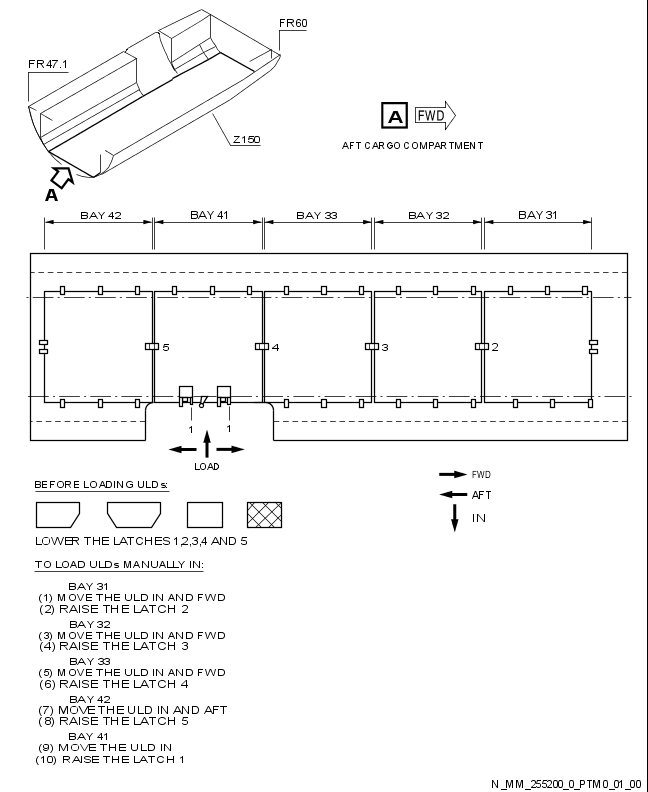 FR60
FR47.1
Z150
A
A FWD
AFT CARGO COMPARTMENT
BAY 42 BAY 41 BAY 33 BAY 32 BAY 31
5 4 3 2
1 1
LOAD
FWD
AFT
IN
BEFORE LOADING ULDs:
LOWER THE LATCHES 1,2,3,4 AND 5
TO LOAD ULDs MANUALLY IN:
BAY 31
(1) MOVE THE ULD IN AND FWD
(2) RAISE THE LATCH 2
BAY 32
(3) MOVE THE ULD IN AND FWD
(4) RAISE THE LATCH 3
BAY 33
(5) MOVE THE ULD IN AND FWD
(6) RAISE THE LATCH 4
BAY 42
(7) MOVE THE ULD IN AND AFT
(8) RAISE THE LATCH 5
BAY 41
(9) MOVE THE ULD IN
(10) RAISE THE LATCH 1
N_MM_255200_0_PTM0_01_00